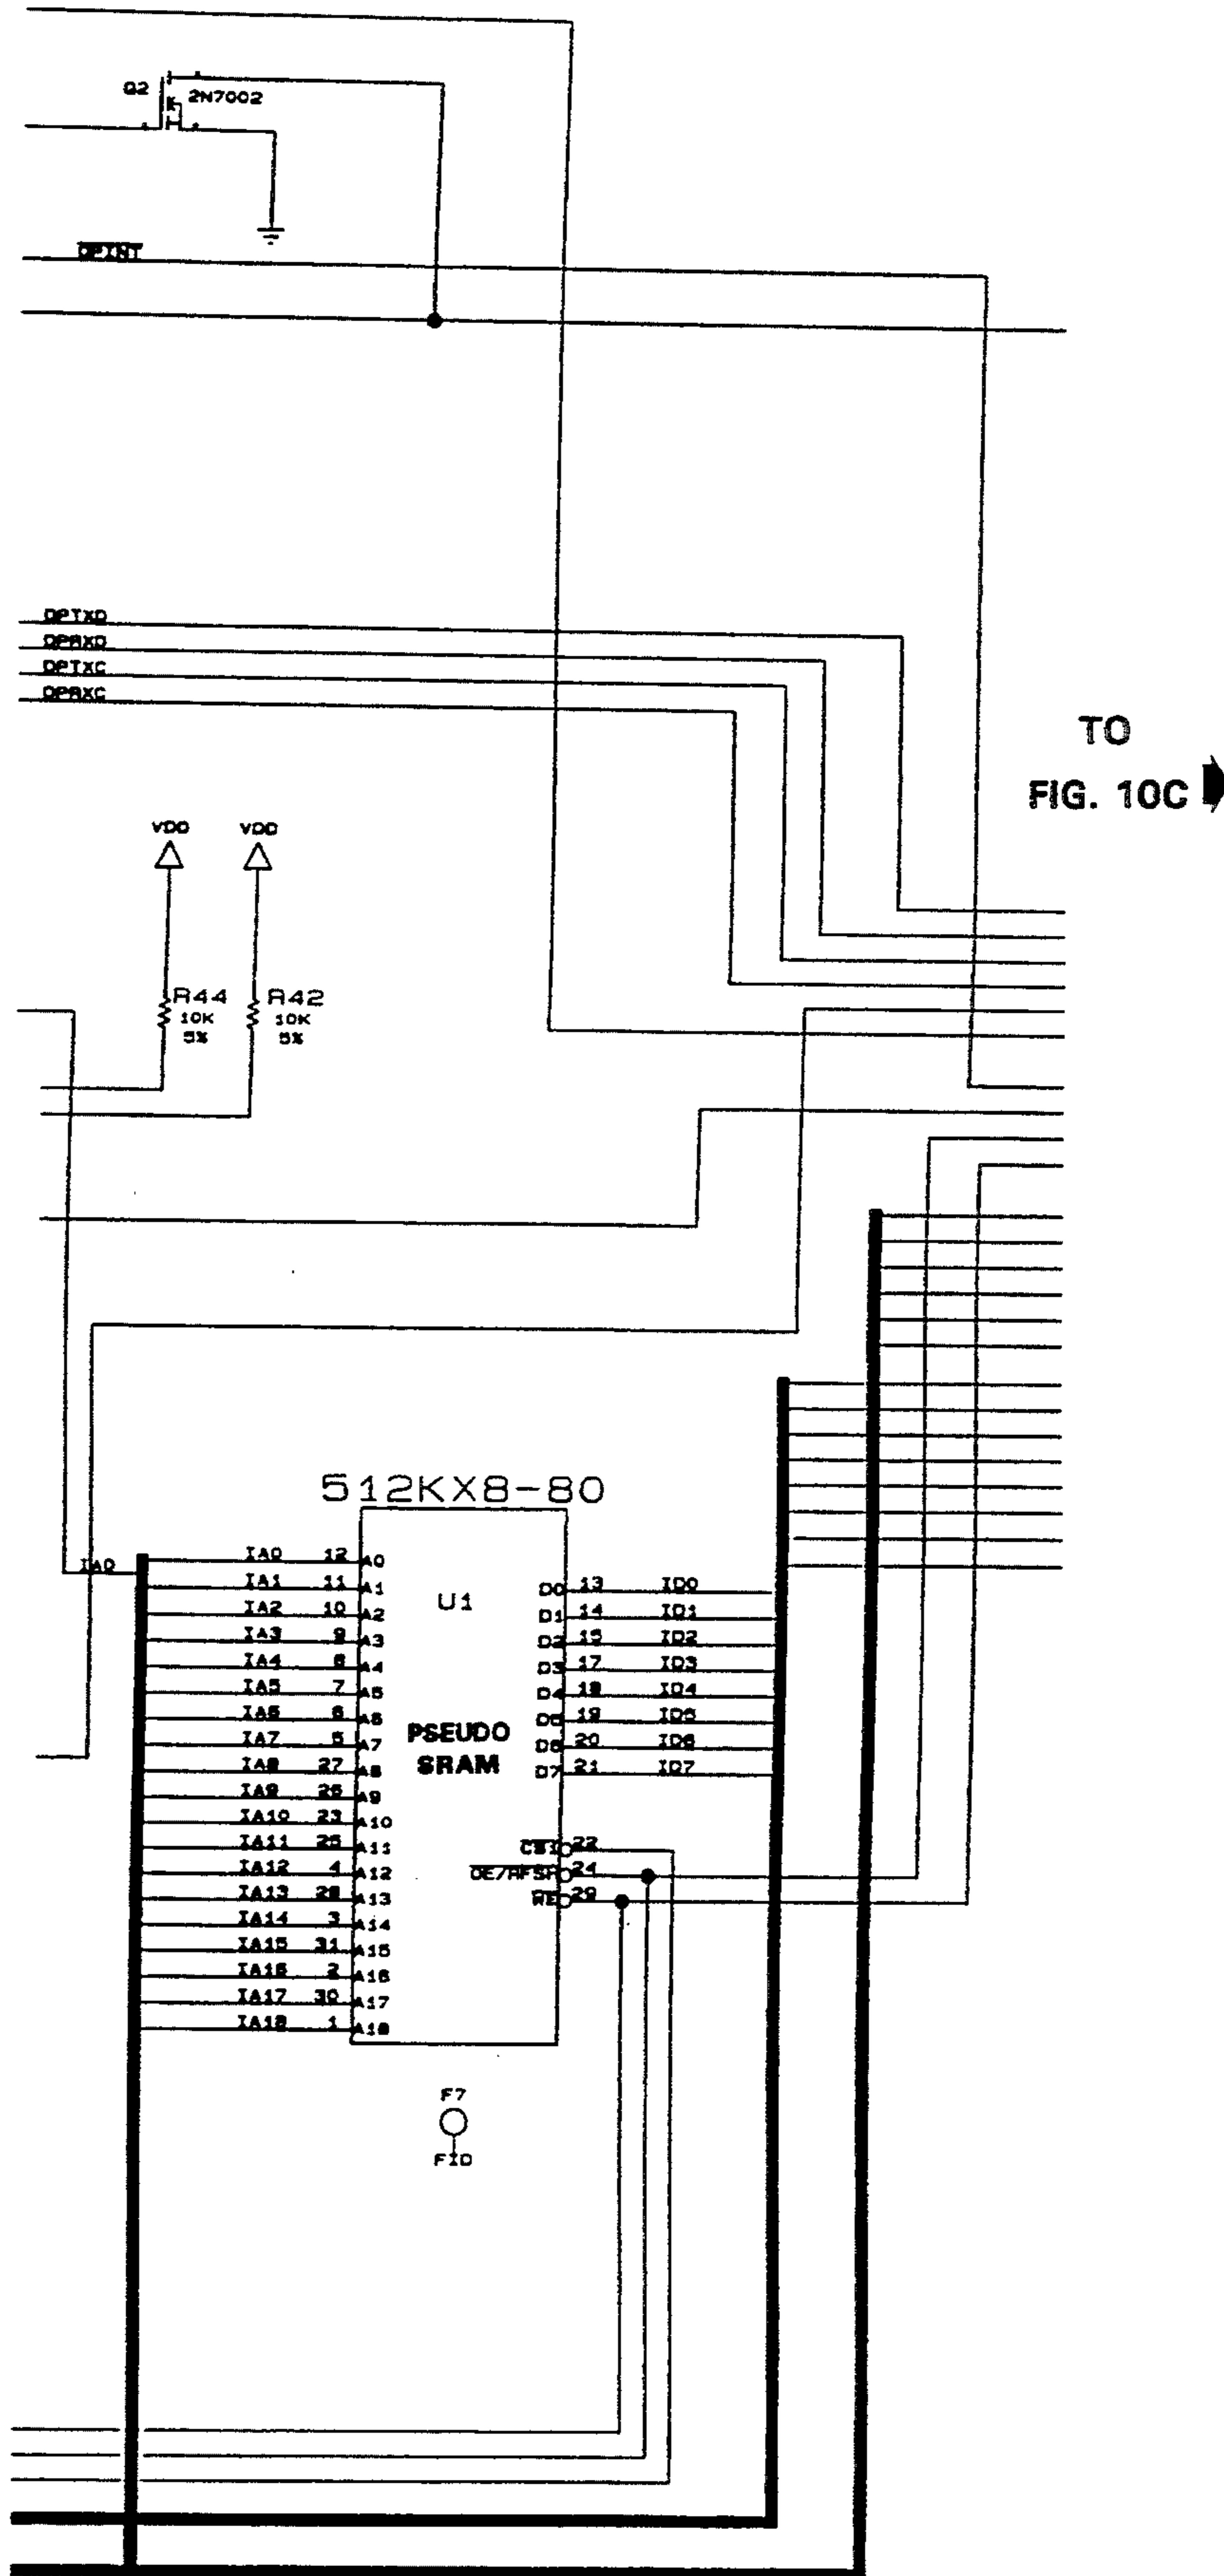 Q2
2N7002
OPINT
OPTXD
OPRXD
OPTXC
OPRXC
TO
FIG. 10C
VDD
VDD
R44
10K
5%
R42
10K
5%
512KX8-80
U1
PSEUDO
SRAM
IA0
IA0 12 A0
IA1 11 A1
IA2 10 A2
IA3 9 A3
IA4 8 A4
IA5 7 A5
IA6 6 A6
IA7 5 A7
IA8 27 A8
IA9 26 A9
IA10 23 A10
IA11 25 A11
IA12 4 A12
IA13 28 A13
IA14 3 A14
IA15 31 A15
IA16 2 A16
IA17 30 A17
IA18 1 A18
D0 13 ID0
D1 14 ID1
D2 15 ID2
D3 17 ID3
D4 18 ID4
D5 19 ID5
D6 20 ID6
D7 21 ID7
CS1 22
OE/RFSH 24
WE 29
F7
FID